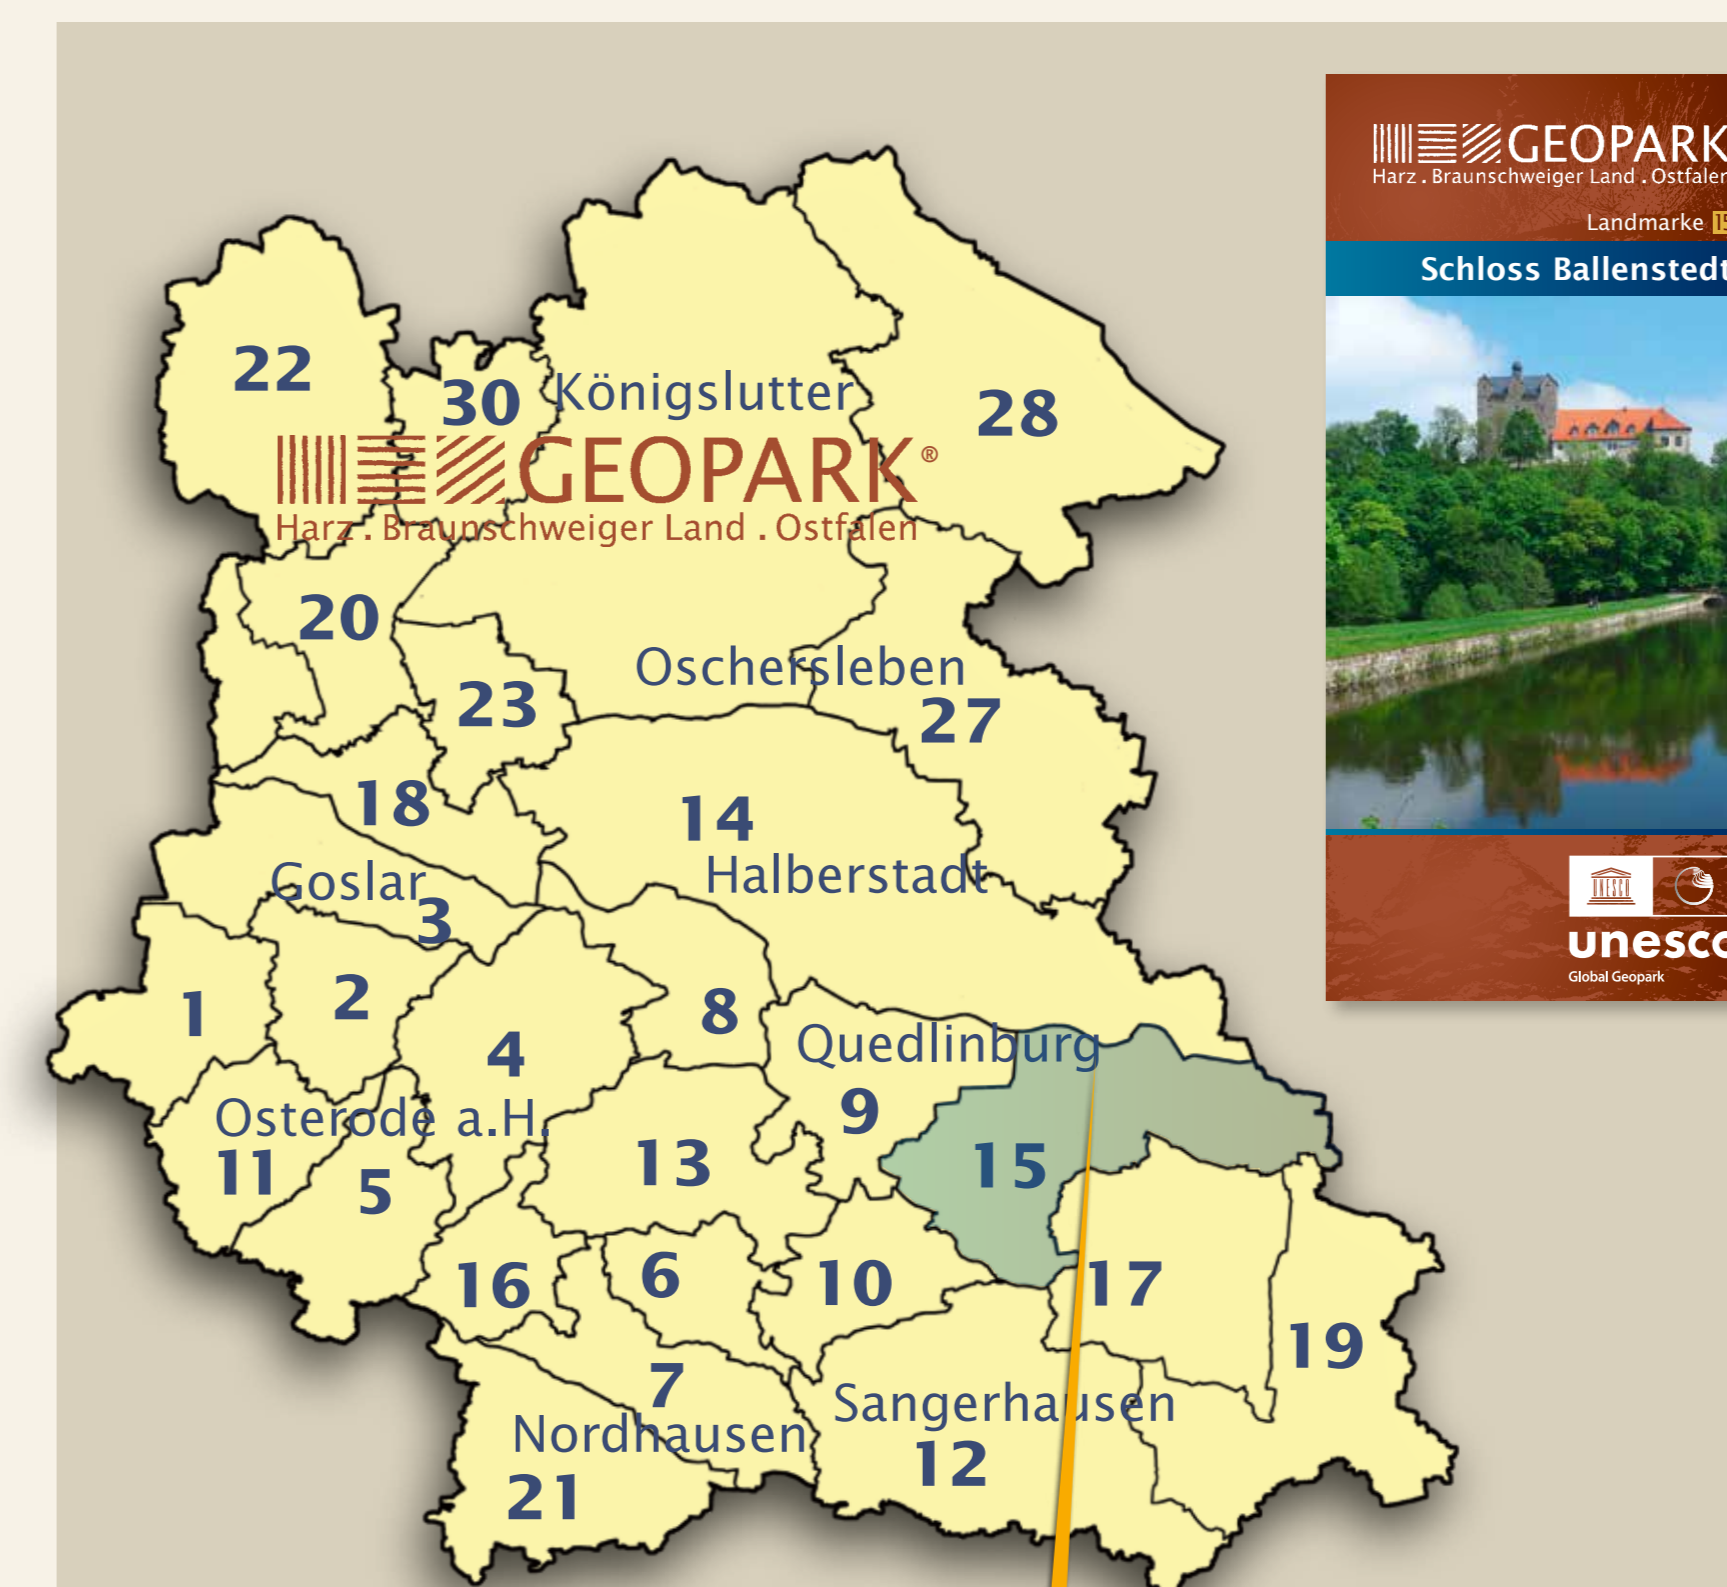 22
30
Königslutter
28
GEOPARK®
Harz . Braunschweiger Land . Ostfalen
20
23
Oschersleben
27
18
14
Goslar
Halberstadt
3
1
2
4
8
Quedlinburg
9
Osterode a.H.
11
5
13
15
16
6
10
17
19
7
Nordhausen
Sangerhausen
12
21
GEOPARK
Harz . Braunschweiger Land . Ostfalen
Landmarke 15
Schloss Ballenstedt
UNESCO
unesco
Global Geopark